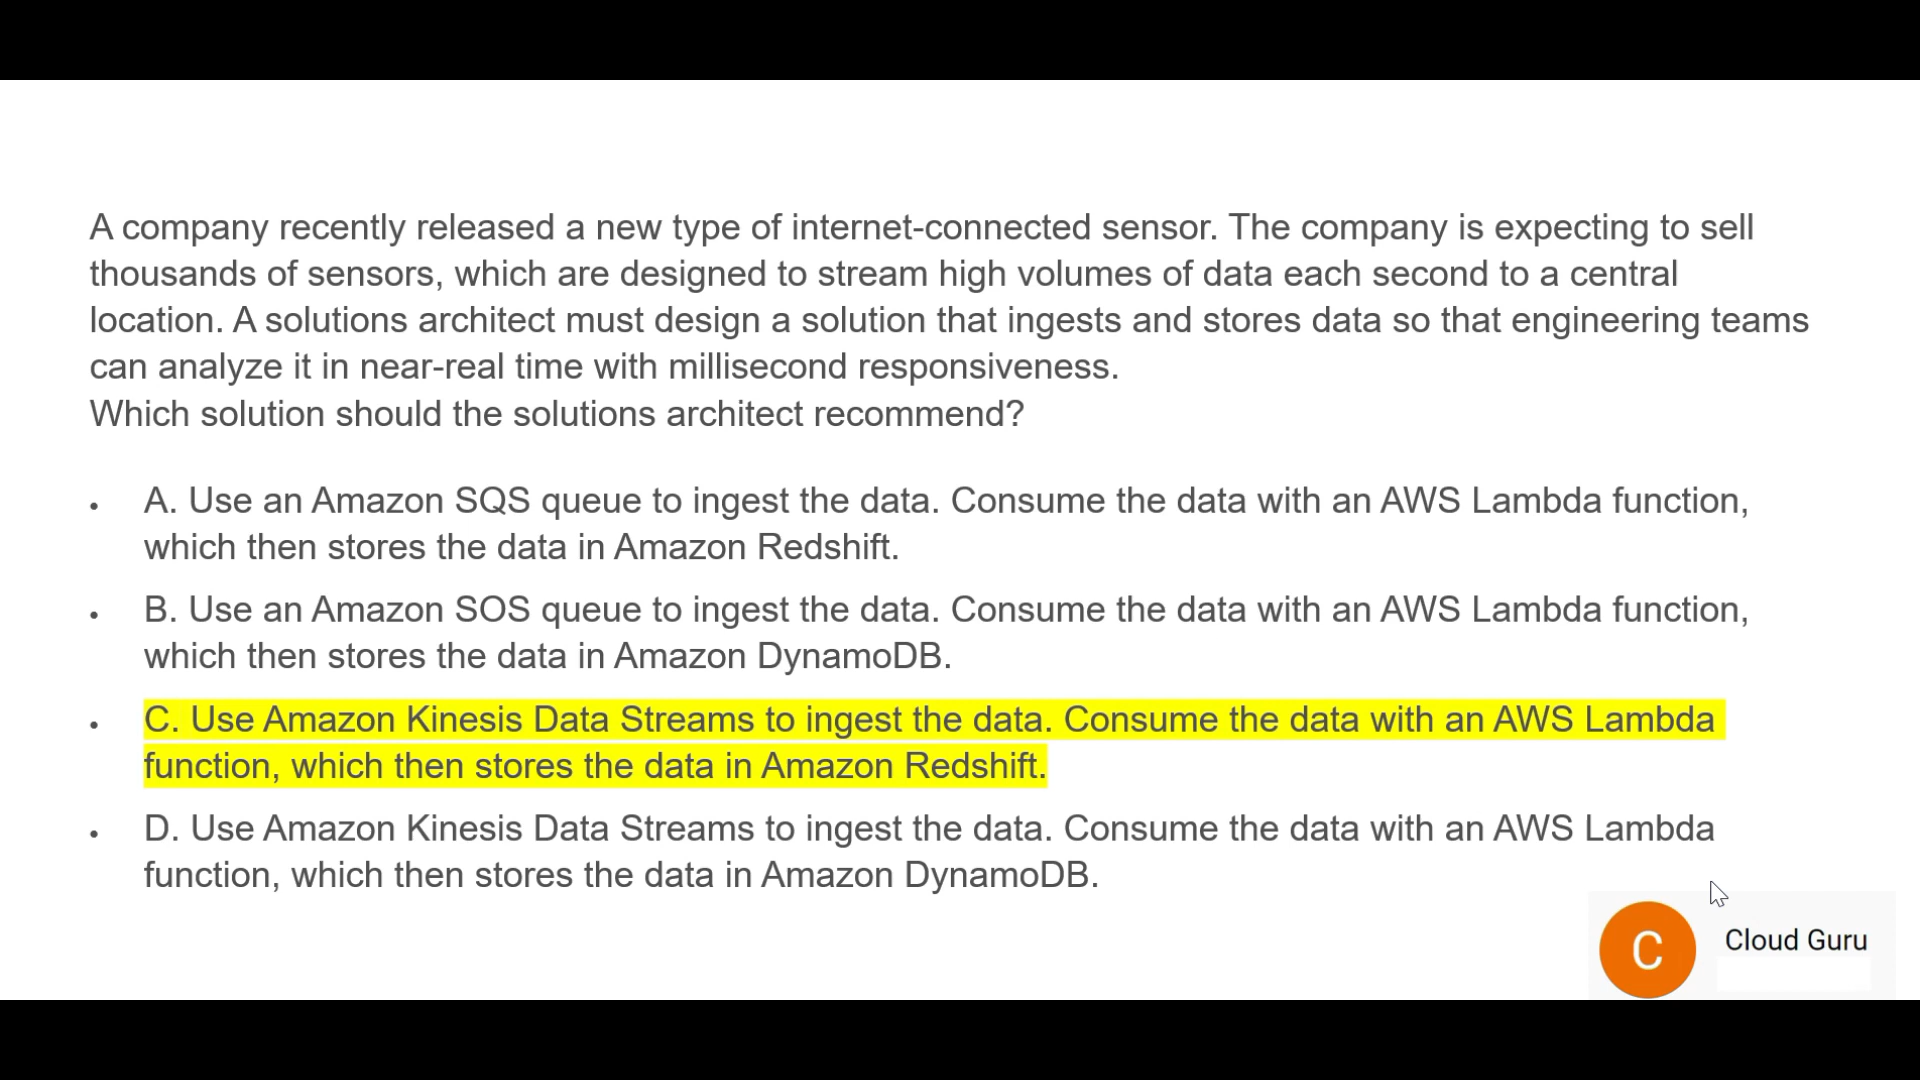 A company recently released a new type of internet-connected sensor. The company is expecting to sell
thousands of sensors, which are designed to stream high volumes of data each second to a central
location. A solutions architect must design a solution that ingests and stores data so that engineering teams
can analyze it in near-real time with millisecond responsiveness.
Which solution should the solutions architect recommend?
• A. Use an Amazon SQS queue to ingest the data. Consume the data with an AWS Lambda function,
which then stores the data in Amazon Redshift.
• B. Use an Amazon SOS queue to ingest the data. Consume the data with an AWS Lambda function,
which then stores the data in Amazon DynamoDB.
• C. Use Amazon Kinesis Data Streams to ingest the data. Consume the data with an AWS Lambda
function, which then stores the data in Amazon Redshift.
• D. Use Amazon Kinesis Data Streams to ingest the data. Consume the data with an AWS Lambda
function, which then stores the data in Amazon DynamoDB.
C Cloud Guru